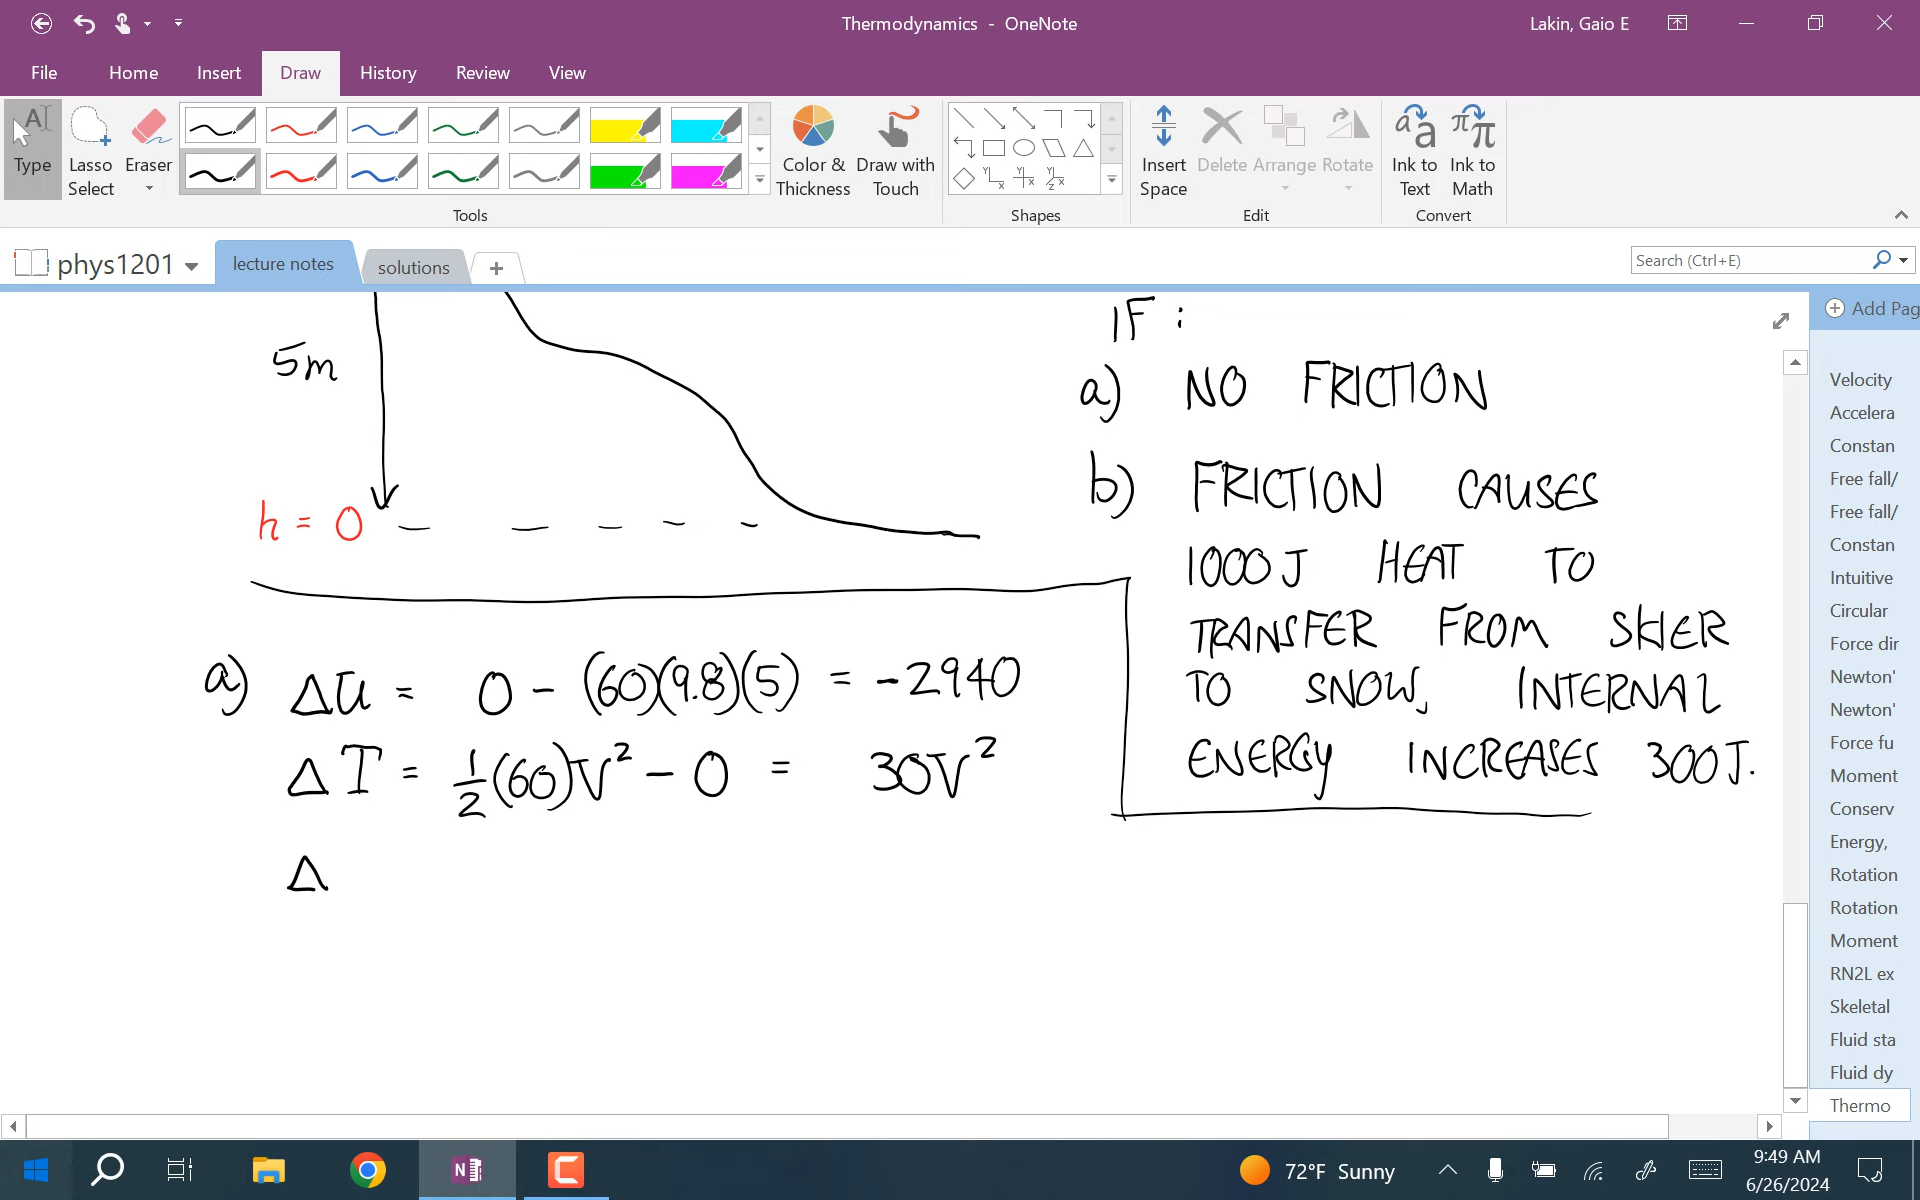 Thermodynamics - OneNote
Lakin, Gaio E
File Home Insert Draw History Review View
Type
Lasso Select
Eraser
Color & Thickness
Draw with Touch
Insert Space
Delete Arrange Rotate
Ink to Text
Ink to Math
Tools Shapes Edit Convert
phys1201 lecture notes solutions +
Search (Ctrl+E)
Add Pag
5m
h = 0
IF :
a) NO FRICTION
b) FRICTION CAUSES
1000J HEAT TO
TRANSFER FROM SKIER
TO SNOW, INTERNAL
ENERGY INCREASES 300J.
a) ΔU = 0 - (60)(9.8)(5) = -2940
ΔT = 1/2 (60)V² - 0 = 30V²
Δ
Velocity
Accelera
Constan
Free fall/
Free fall/
Constan
Intuitive
Circular
Force dir
Newton'
Newton'
Force fu
Moment
Conserv
Energy,
Rotation
Rotation
Moment
RN2L ex
Skeletal
Fluid sta
Fluid dy
Thermo
72°F Sunny
9:49 AM
6/26/2024